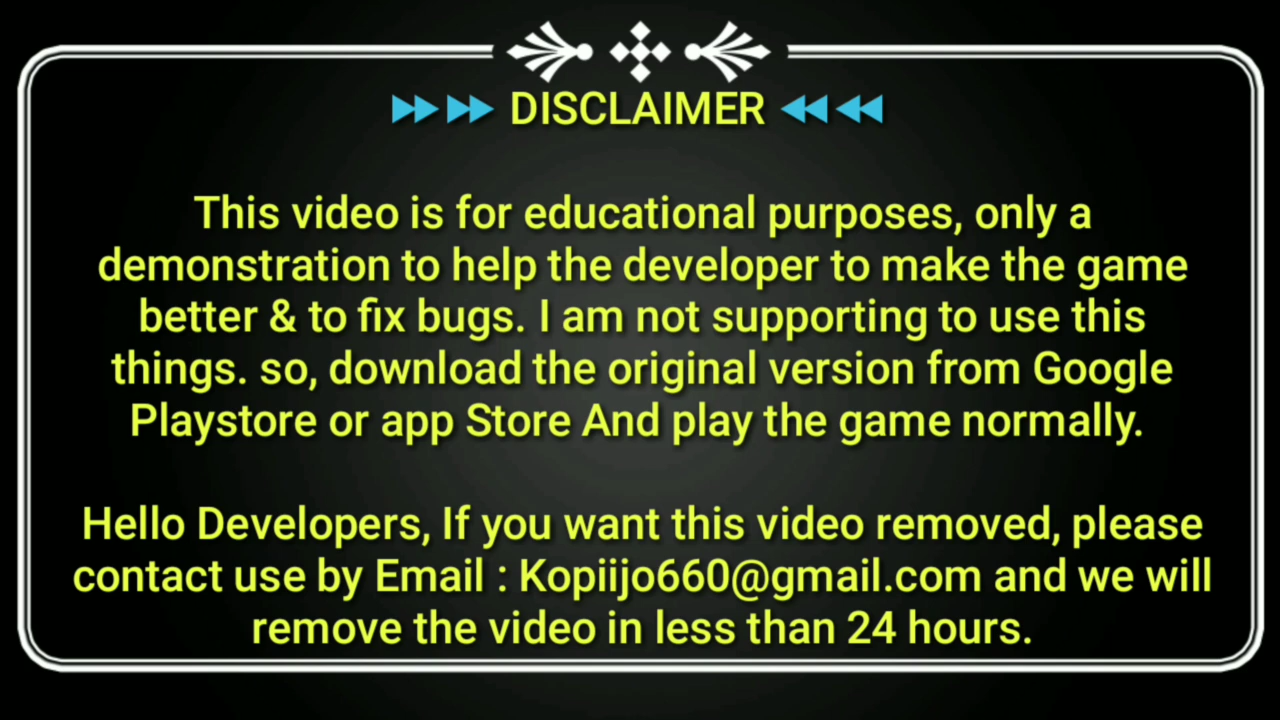 DISCLAIMER
This video is for educational purposes, only a
demonstration to help the developer to make the game
better & to fix bugs. I am not supporting to use this
things. so, download the original version from Google
Playstore or app Store And play the game normally.
Hello Developers, If you want this video removed, please
contact use by Email : Kopiijo660@gmail.com and we will
remove the video in less than 24 hours.